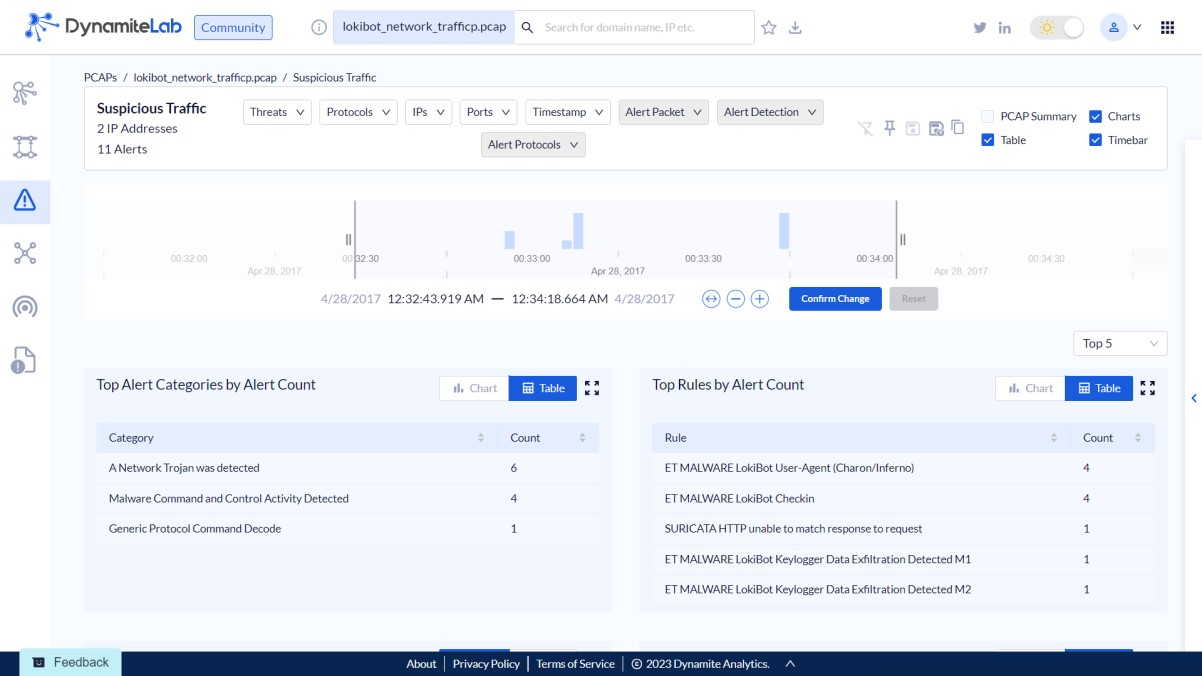 DynamiteLab Community lokibot_network_trafficp.pcap Search for domain name, IP etc.
PCAPs / lokibot_network_trafficp.pcap / Suspicious Traffic
Suspicious Traffic
2 IP Addresses
11 Alerts
Threats Protocols IPs Ports Timestamp Alert Packet Alert Detection
Alert Protocols
PCAP Summary Charts
Table Timebar
00:32:00 00:32:30 00:33:00 00:33:30 00:34:00 00:34:30
Apr 28, 2017 Apr 28, 2017 Apr 28, 2017
4/28/2017 12:32:43.919 AM — 12:34:18.664 AM 4/28/2017 Confirm Change Reset
Top 5
Top Alert Categories by Alert Count Chart Table
Category Count
A Network Trojan was detected 6
Malware Command and Control Activity Detected 4
Generic Protocol Command Decode 1
Top Rules by Alert Count Chart Table
Rule Count
ET MALWARE LokiBot User-Agent (Charon/Inferno) 4
ET MALWARE LokiBot Checkin 4
SURICATA HTTP unable to match response to request 1
ET MALWARE LokiBot Keylogger Data Exfiltration Detected M1 1
ET MALWARE LokiBot Keylogger Data Exfiltration Detected M2 1
Feedback
About | Privacy Policy | Terms of Service | © 2023 Dynamite Analytics.